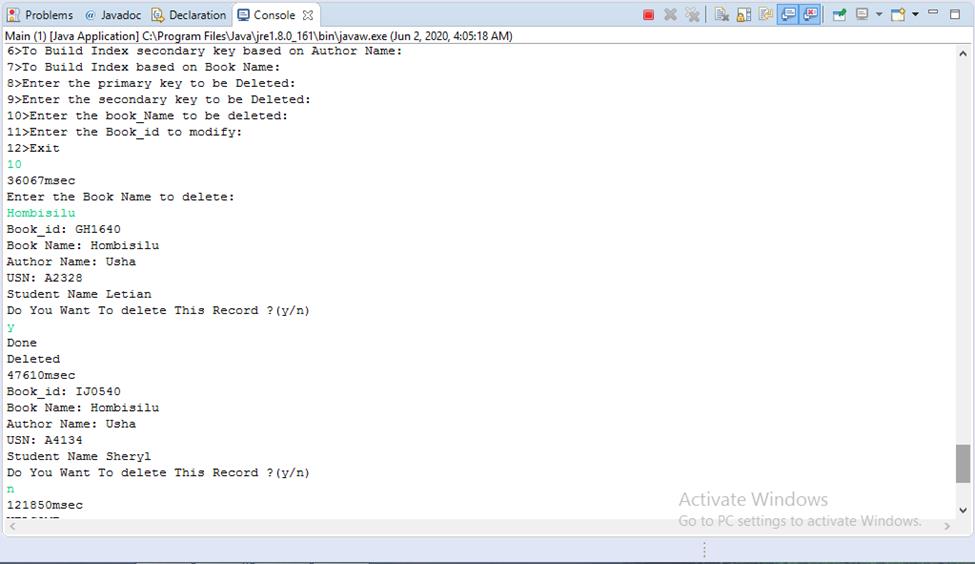 Problems @ Javadoc Declaration Console
Main (1) [Java Application] C:\Program Files\Java\jre1.8.0_161\bin\javaw.exe (Jun 2, 2020, 4:05:18 AM)
6>To Build Index secondary key based on Author Name:
7>To Build Index based on Book Name:
8>Enter the primary key to be Deleted:
9>Enter the secondary key to be Deleted:
10>Enter the book_Name to be deleted:
11>Enter the Book_id to modify:
12>Exit
10
36067msec
Enter the Book Name to delete:
Hombisilu
Book_id: GH1640
Book Name: Hombisilu
Author Name: Usha
USN: A2328
Student Name Letian
Do You Want To delete This Record ?(y/n)
y
Done
Deleted
47610msec
Book_id: IJ0540
Book Name: Hombisilu
Author Name: Usha
USN: A4134
Student Name Sheryl
Do You Want To delete This Record ?(y/n)
n
121850msec
Activate Windows
Go to PC settings to activate Windows.